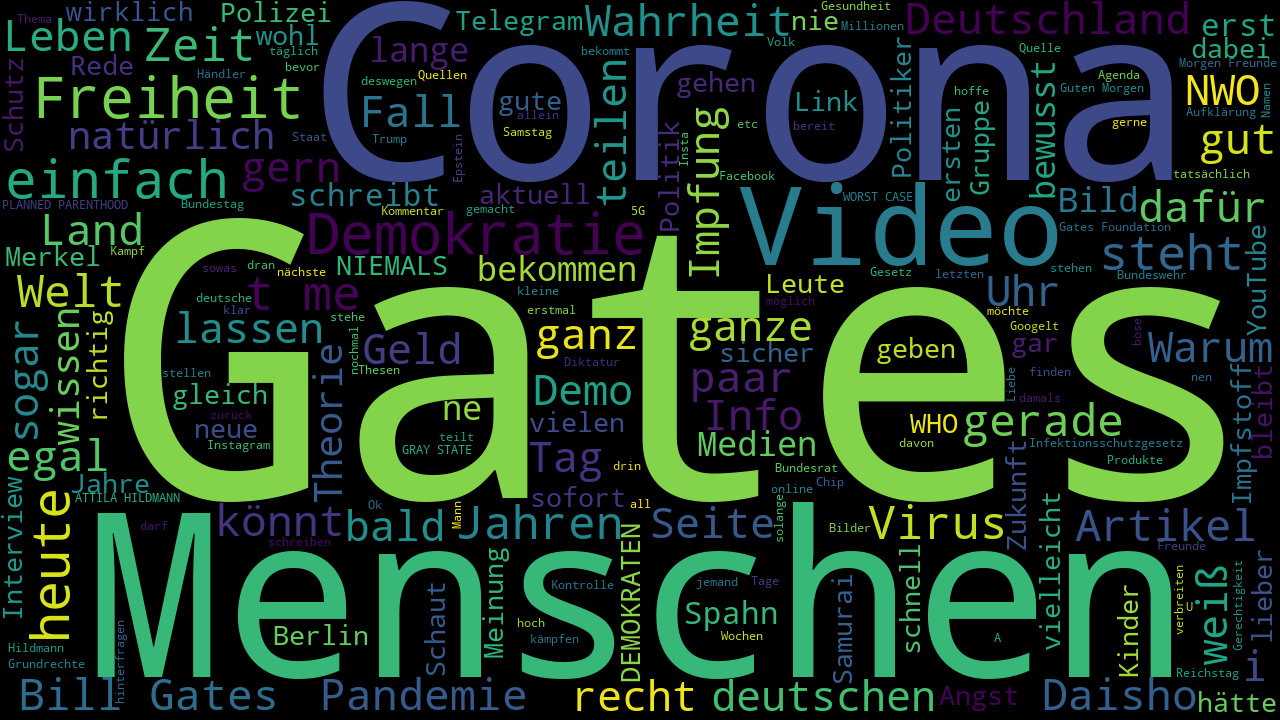 Thema
wirklich
Polizei
Corona
Telegram
Wahrheit
nie
Gesundheit
Millionen
Deutschland
erst
Leben
Zeit
wohl
täglich
lange
bekommt
Volk
Quelle
dabei
Rede
bevor
Händler
deswegen
Quellen
gehen
Politiker
Agenda
Morgen Freunde
Guten Morgen
NWO
Namen
Schutz
Freiheit
Fall
gute
allein
teilen
Link
hoffe
bewusst
Aufklärung
natürlich
Staat
Trump
Samstag
Politik
Impfung
etc
bereit
ersten
Gruppe
gerne
gut
einfach
gern
Epstein
Insta
Facebook
tatsächlich
PLANNED PARENTHOOD
Bundestag
schreibt
aktuell
Kommentar
gemacht
5G
Video
WORST CASE
Bild
dafür
Land
Demokratie
Gates Foundation
Merkel
Kampf
sowas
dran
nächste
NIEMALS
bekommen
Leute
Gesetz
letzten
stehen
steht
Bundeswehr
YouTube
Welt
deutsche
klar
t me
stehe
kleine
erstmal
Gates
möglich
Uhr
möchte
Googelt
böse
sogar
wissen
richtig
lassen
Theorie
nochmal
Geld
ganz
Diktatur
ganze
sicher
geben
gar
Warum
stellen
Thesen
paar
Liebe
finden
damals
nen
gleich
zurück
neue
Instagram
ne
teilt
GRAY STATE
Demo
vielen
Info
Medien
WHO
davon
gerade
Infektionsschutzgesetz
Impfstoff
bleibt
egal
Jahre
Tag
drin
Bundesrat
Chip
Produkte
Interview
heute
ATTILA HILDMANN
Ok
Mann
sofort
all
online
solange
Zukunft
darf
könnt
schreiben
bald
Jahren
Seite
Bilder
Virus
vielleicht
Artikel
Freunde
Menschen
Meinung
Kontrolle
DEMOKRATEN
jemand
Tage
Samurai
schnell
Kinder
verbreiten
U
weiß
Gerechtigkeit
lieber
Berlin
Schaut
hoch
kämpfen
Spahn
Wochen
A
Hildmann
Grundrechte
hinterfragen
Reichstag
i
Bill Gates
Pandemie
recht
deutschen
Angst
Daisho
hätte